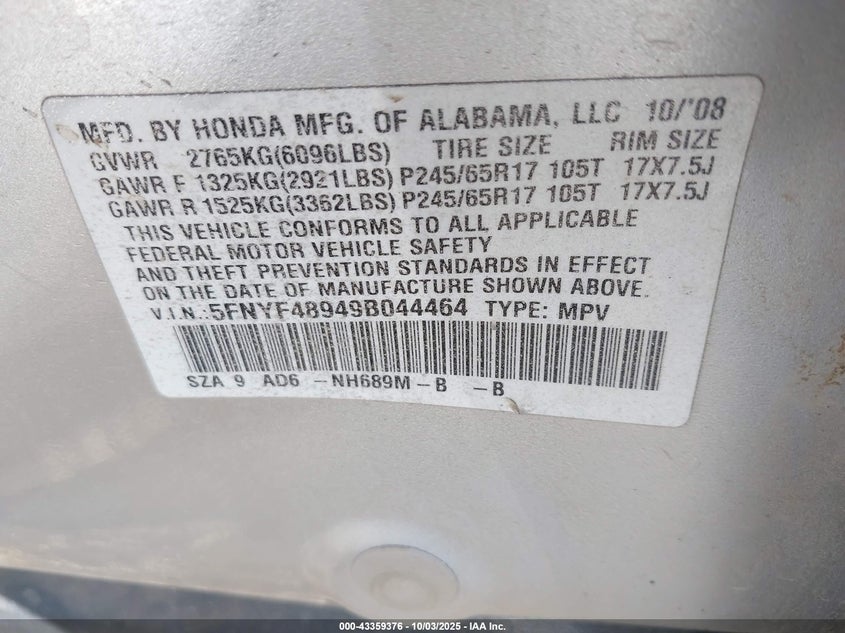 MFD. BY HONDA MFG. OF ALABAMA, LLC 10/'08
GVWR 2765KG(6096LBS) TIRE SIZE RIM SIZE
GAWR F 1325KG(2921LBS) P245/65R17 105T 17X7.5J
GAWR R 1525KG(3362LBS) P245/65R17 105T 17X7.5J
THIS VEHICLE CONFORMS TO ALL APPLICABLE
FEDERAL MOTOR VEHICLE SAFETY
AND THEFT PREVENTION STANDARDS IN EFFECT
ON THE DATE OF MANUFACTURE SHOWN ABOVE.
V.I.N.:5FNYF48949B044464 TYPE: MPV
SZA 9 AD6 -NH689M -B -B
000-43359376 - 10/03/2025 - IAA Inc.